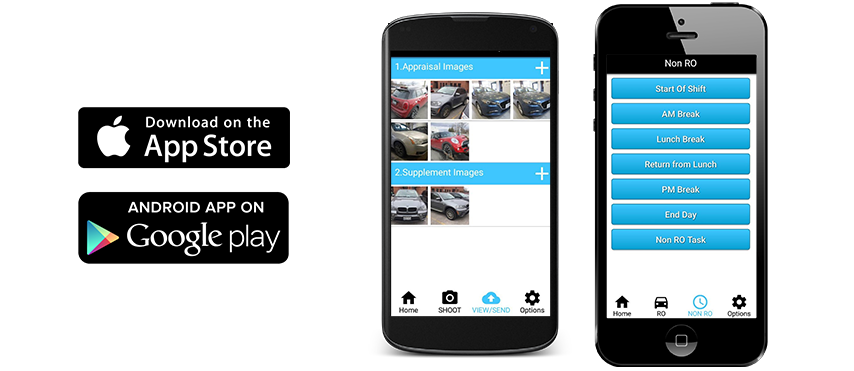 Download on the
App Store
ANDROID APP ON
Google play
1.Appraisal Images +
2.Supplement Images +
Home SHOOT VIEW/SEND Options
Non RO
Start Of Shift
AM Break
Lunch Break
Return from Lunch
PM Break
End Day
Non RO Task
Home RO NON RO Options